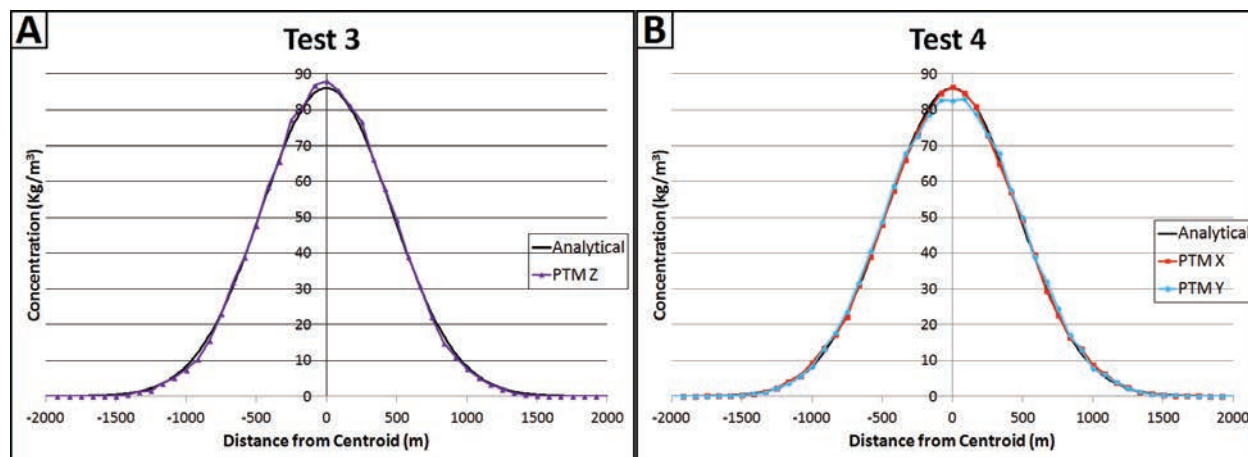 A
Test 3
Concentration (Kg/m³)
90
80
70
60
50
40
30
20
10
0
-2000 -1500 -1000 -500 0 500 1000 1500 2000
Distance from Centroid (m)
Analytical
PTM Z
B
Test 4
Concentration (Kg/m³)
90
80
70
60
50
40
30
20
10
0
-2000 -1500 -1000 -500 0 500 1000 1500 2000
Distance from Centroid (m)
Analytical
PTM X
PTM Y